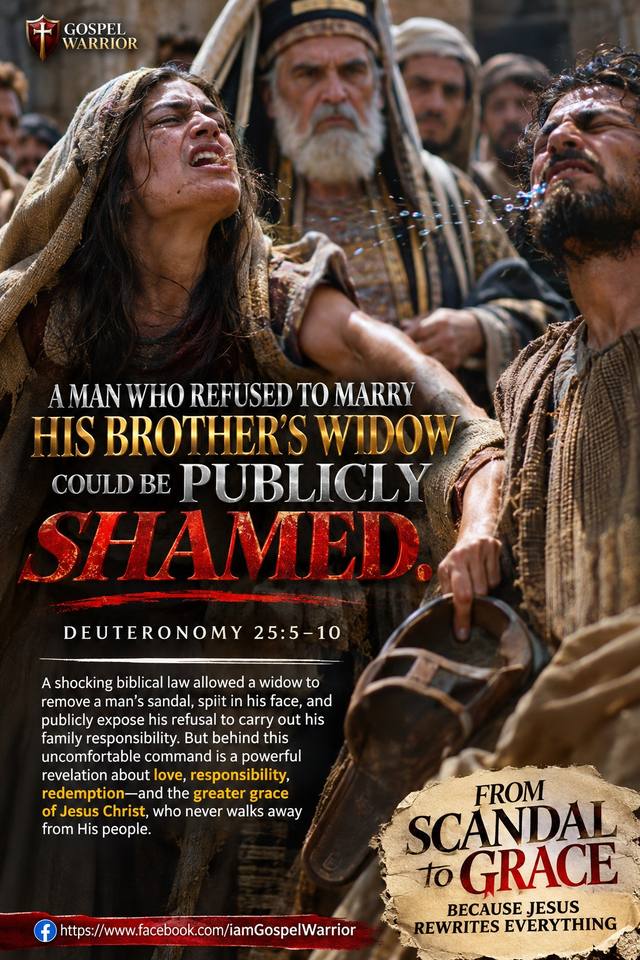 GOSPEL
WARRIOR
A MAN WHO REFUSED TO MARRY
HIS BROTHER'S WIDOW
COULD BE PUBLICLY
SHAMED.
DEUTERONOMY 25:5–10
A shocking biblical law allowed a widow to
remove a man's sandal, spiit in his face, and
publicly expose his refusal to carry out his
family responsibility. But behind this
uncomfortable command is a powerful
revelation about love, responsibility,
redemption—and the greater grace
of Jesus Christ, who never walks away
from His people.
FROM
SCANDAL
to GRACE
BECAUSE JESUS
REWRITES EVERYTHING
https://www.facebook.com/iamGospelWarrior